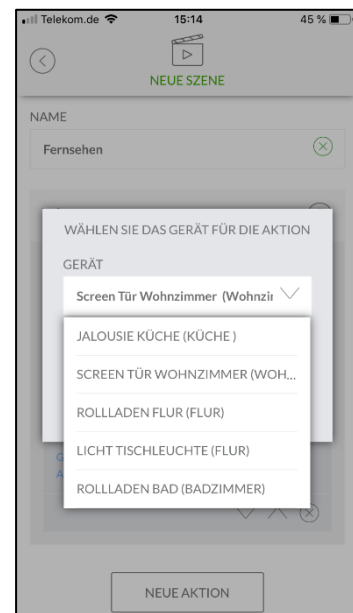 Telekom.de 15:14 45 %
NEUE SZENE
NAME
Fernsehen
WÄHLEN SIE DAS GERÄT FÜR DIE AKTION
GERÄT
Screen Tür Wohnzimmer (Wohnzir
JALOUSIE KÜCHE (KÜCHE )
SCREEN TÜR WOHNZIMMER (WOH...
ROLLLADEN FLUR (FLUR)
LICHT TISCHLEUCHTE (FLUR)
ROLLLADEN BAD (BADZIMMER)
NEUE AKTION